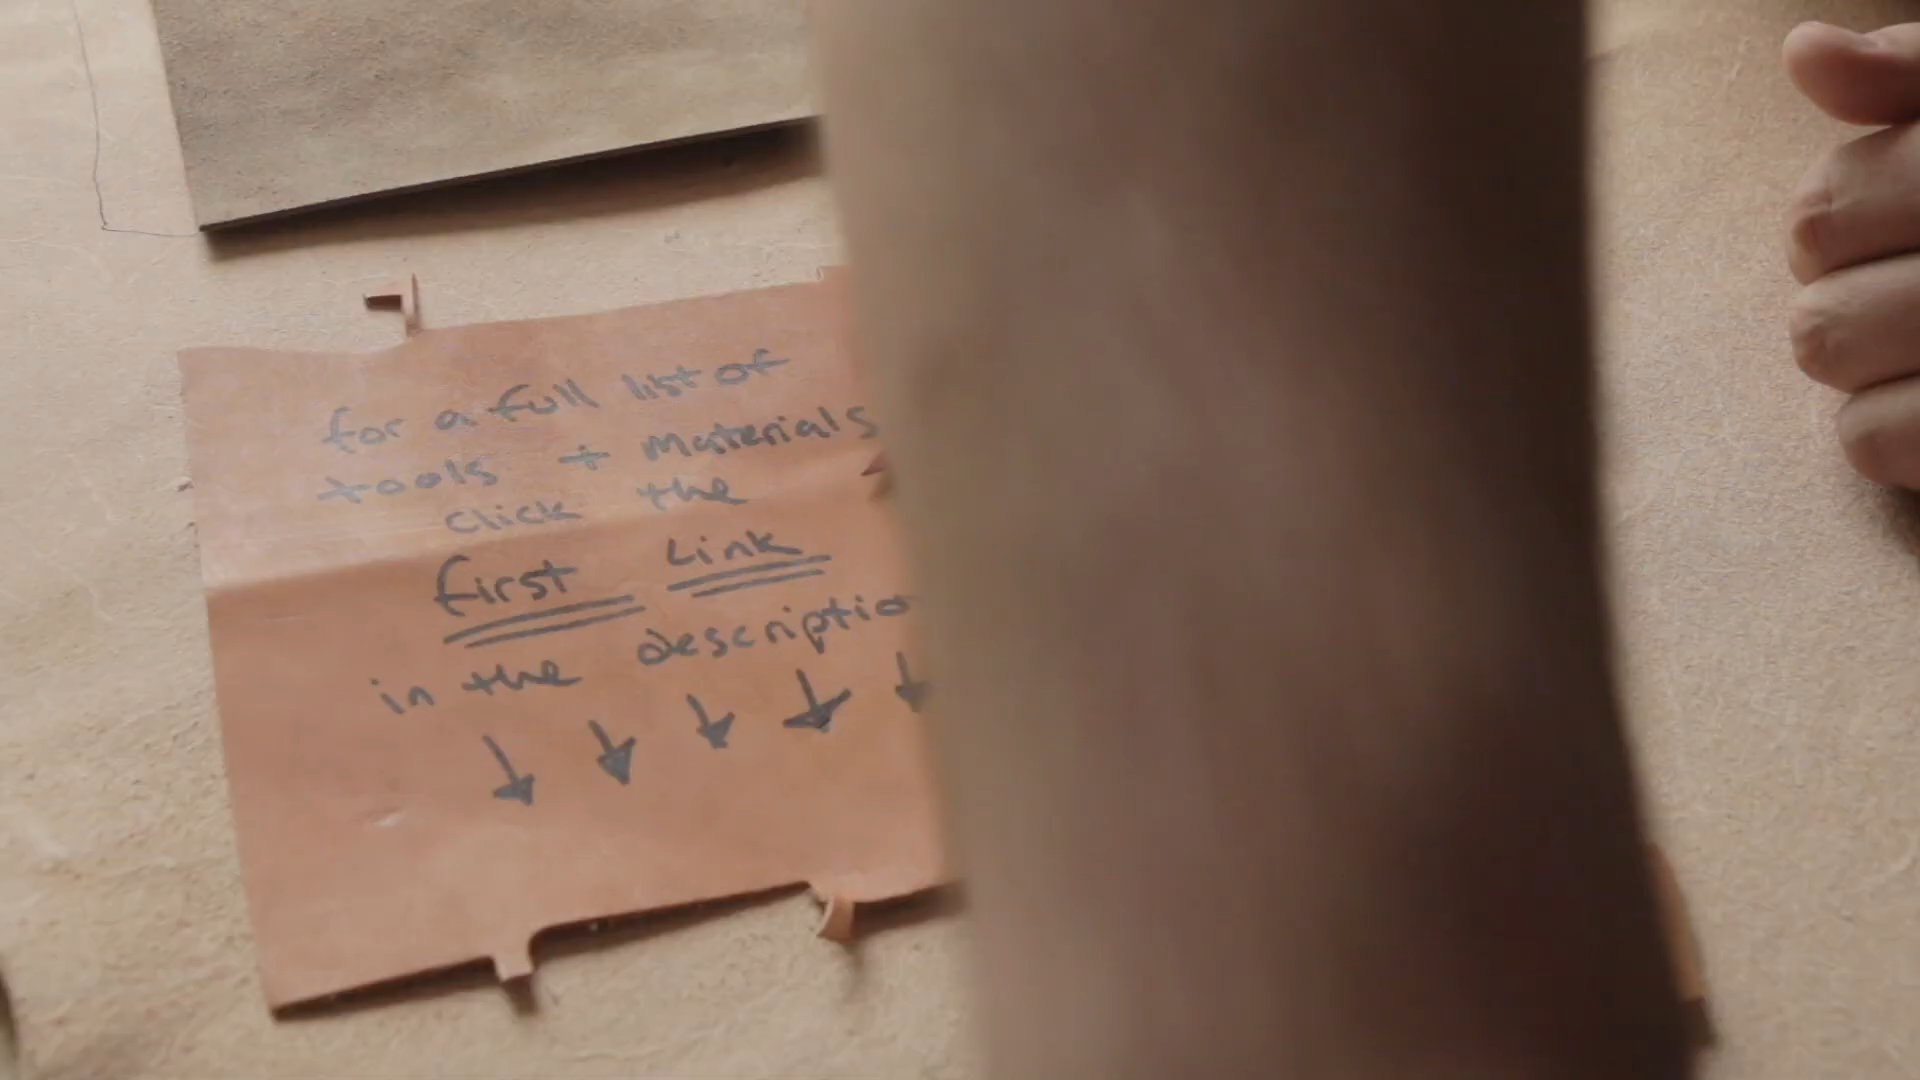 for a full list of
tools + Materials
click the
first Link
in the descriptio